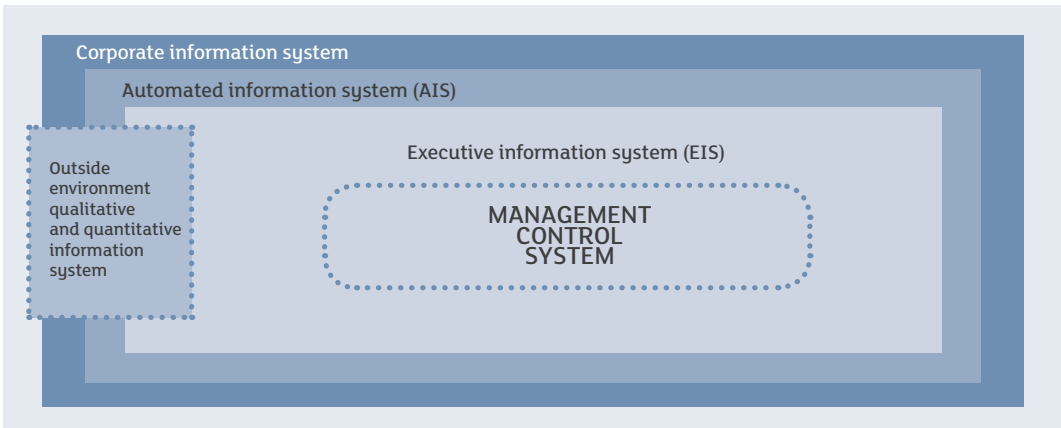 Corporate information system
Automated information system (AIS)
Executive information system (EIS)
Outside
environment
qualitative
and quantitative
information
system
MANAGEMENT
CONTROL
SYSTEM